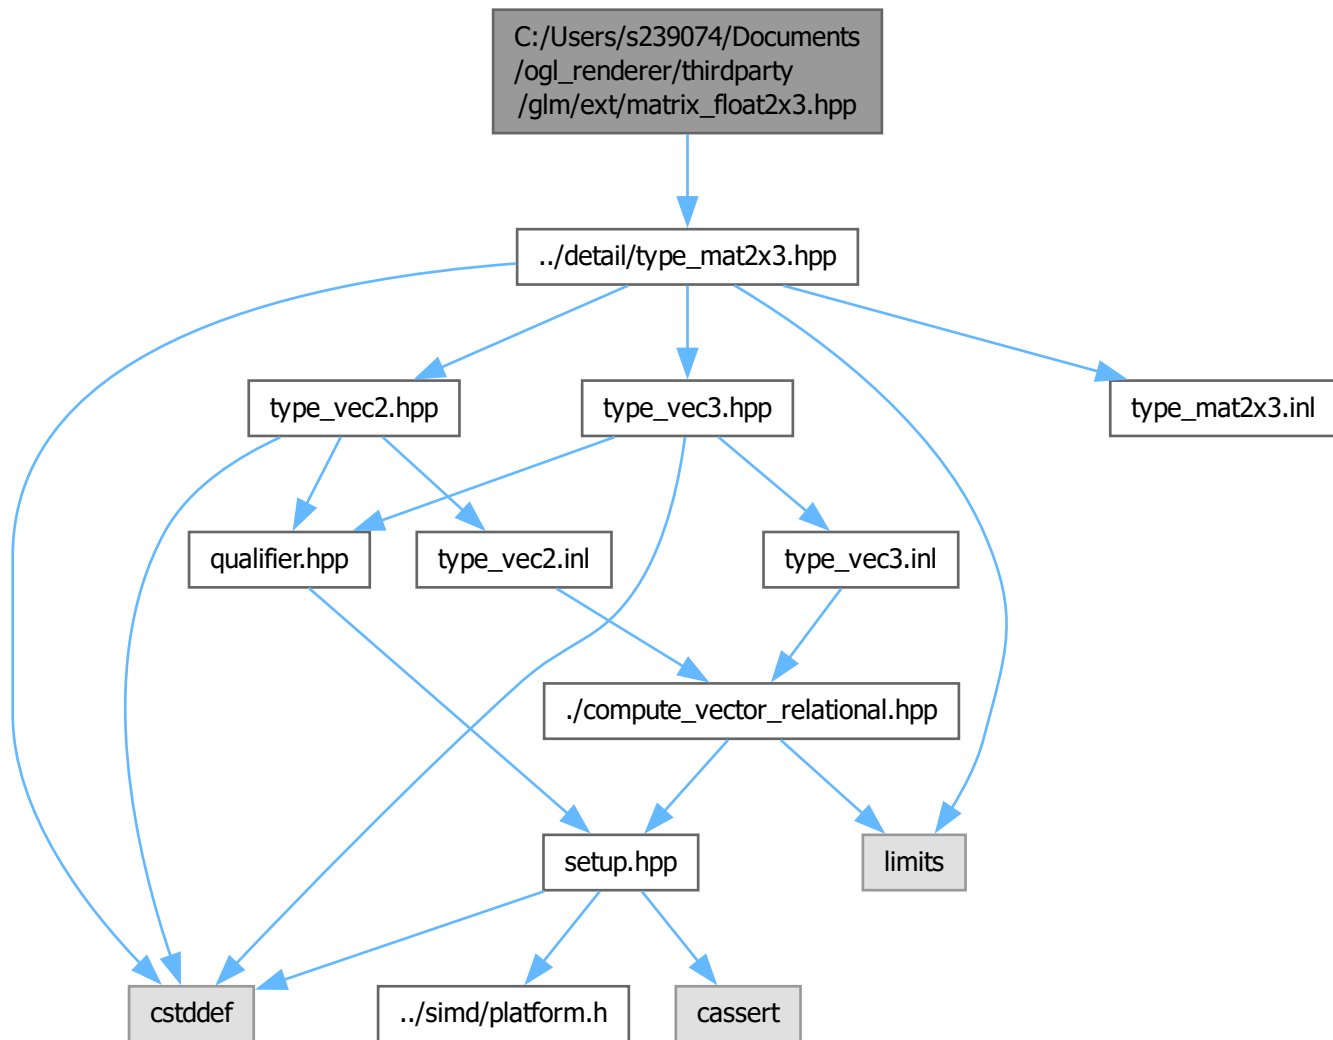 C:/Users/s239074/Documents
/ogl_renderer/thirdparty
/glm/ext/matrix_float2x3.hpp
../detail/type_mat2x3.hpp
type_vec2.hpp
type_vec3.hpp
type_mat2x3.inl
qualifier.hpp
type_vec2.inl
type_vec3.inl
./compute_vector_relational.hpp
setup.hpp
limits
cstddef
../simd/platform.h
cassert